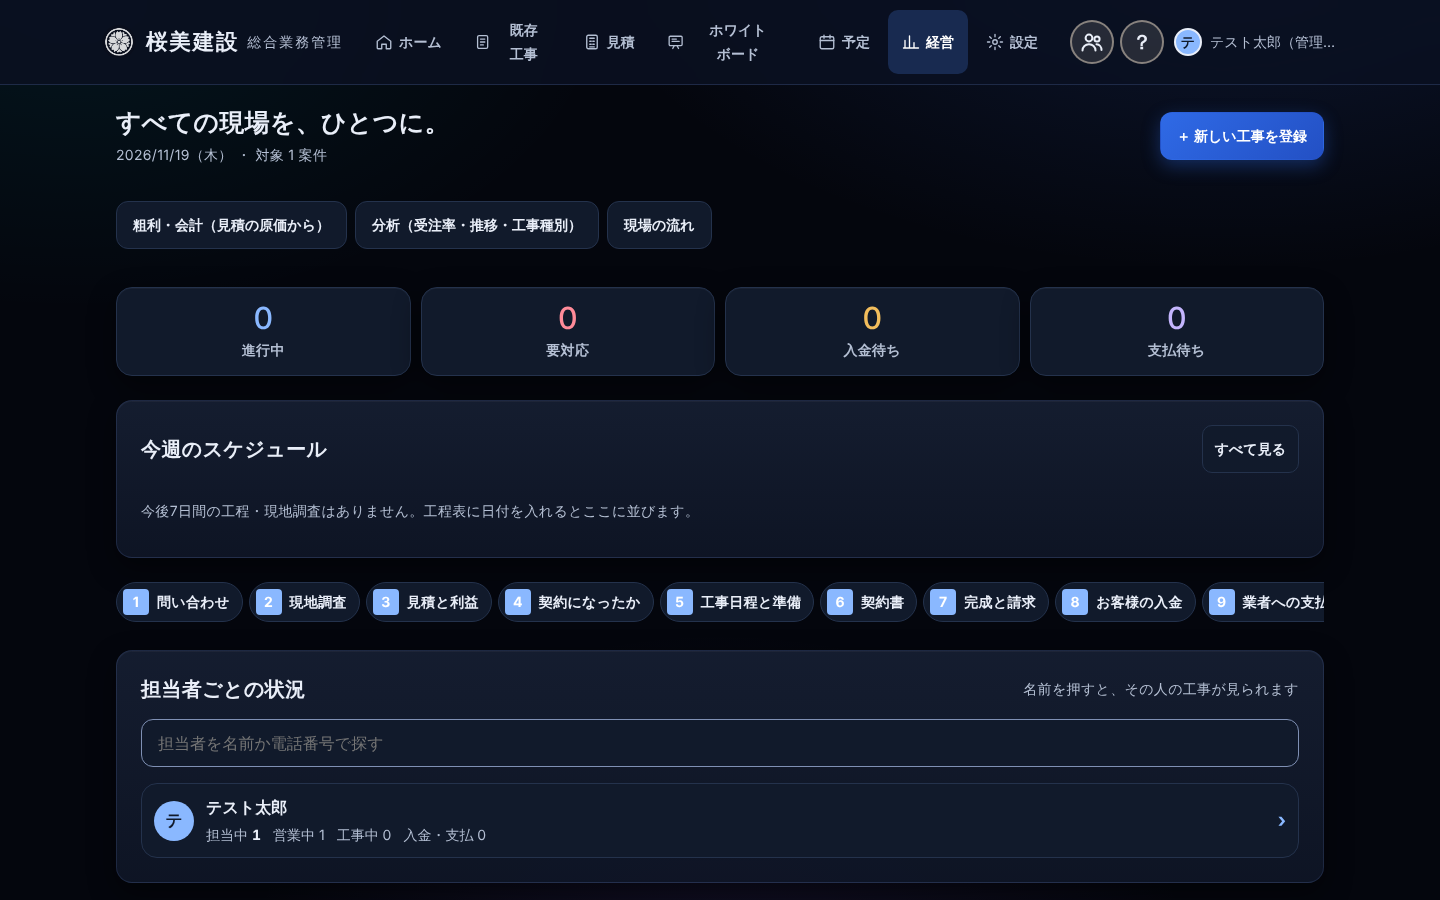 桜美建設 総合業務管理
ホーム
既存
工事
見積
ホワイト
ボード
予定
経営
設定
?
テ テスト太郎（管理...
すべての現場を、ひとつに。
2026/11/19（木） ・ 対象 1 案件
+ 新しい工事を登録
粗利・会計（見積の原価から）
分析（受注率・推移・工事種別）
現場の流れ
0
進行中
0
要対応
0
入金待ち
0
支払待ち
今週のスケジュール
すべて見る
今後7日間の工程・現地調査はありません。工程表に日付を入れるとここに並びます。
1 問い合わせ
2 現地調査
3 見積と利益
4 契約になったか
5 工事日程と準備
6 契約書
7 完成と請求
8 お客様の入金
9 業者への支払
担当者ごとの状況
名前を押すと、その人の工事が見られます
担当者を名前か電話番号で探す
テ
テスト太郎
担当中 1 営業中 1 工事中 0 入金・支払 0
›